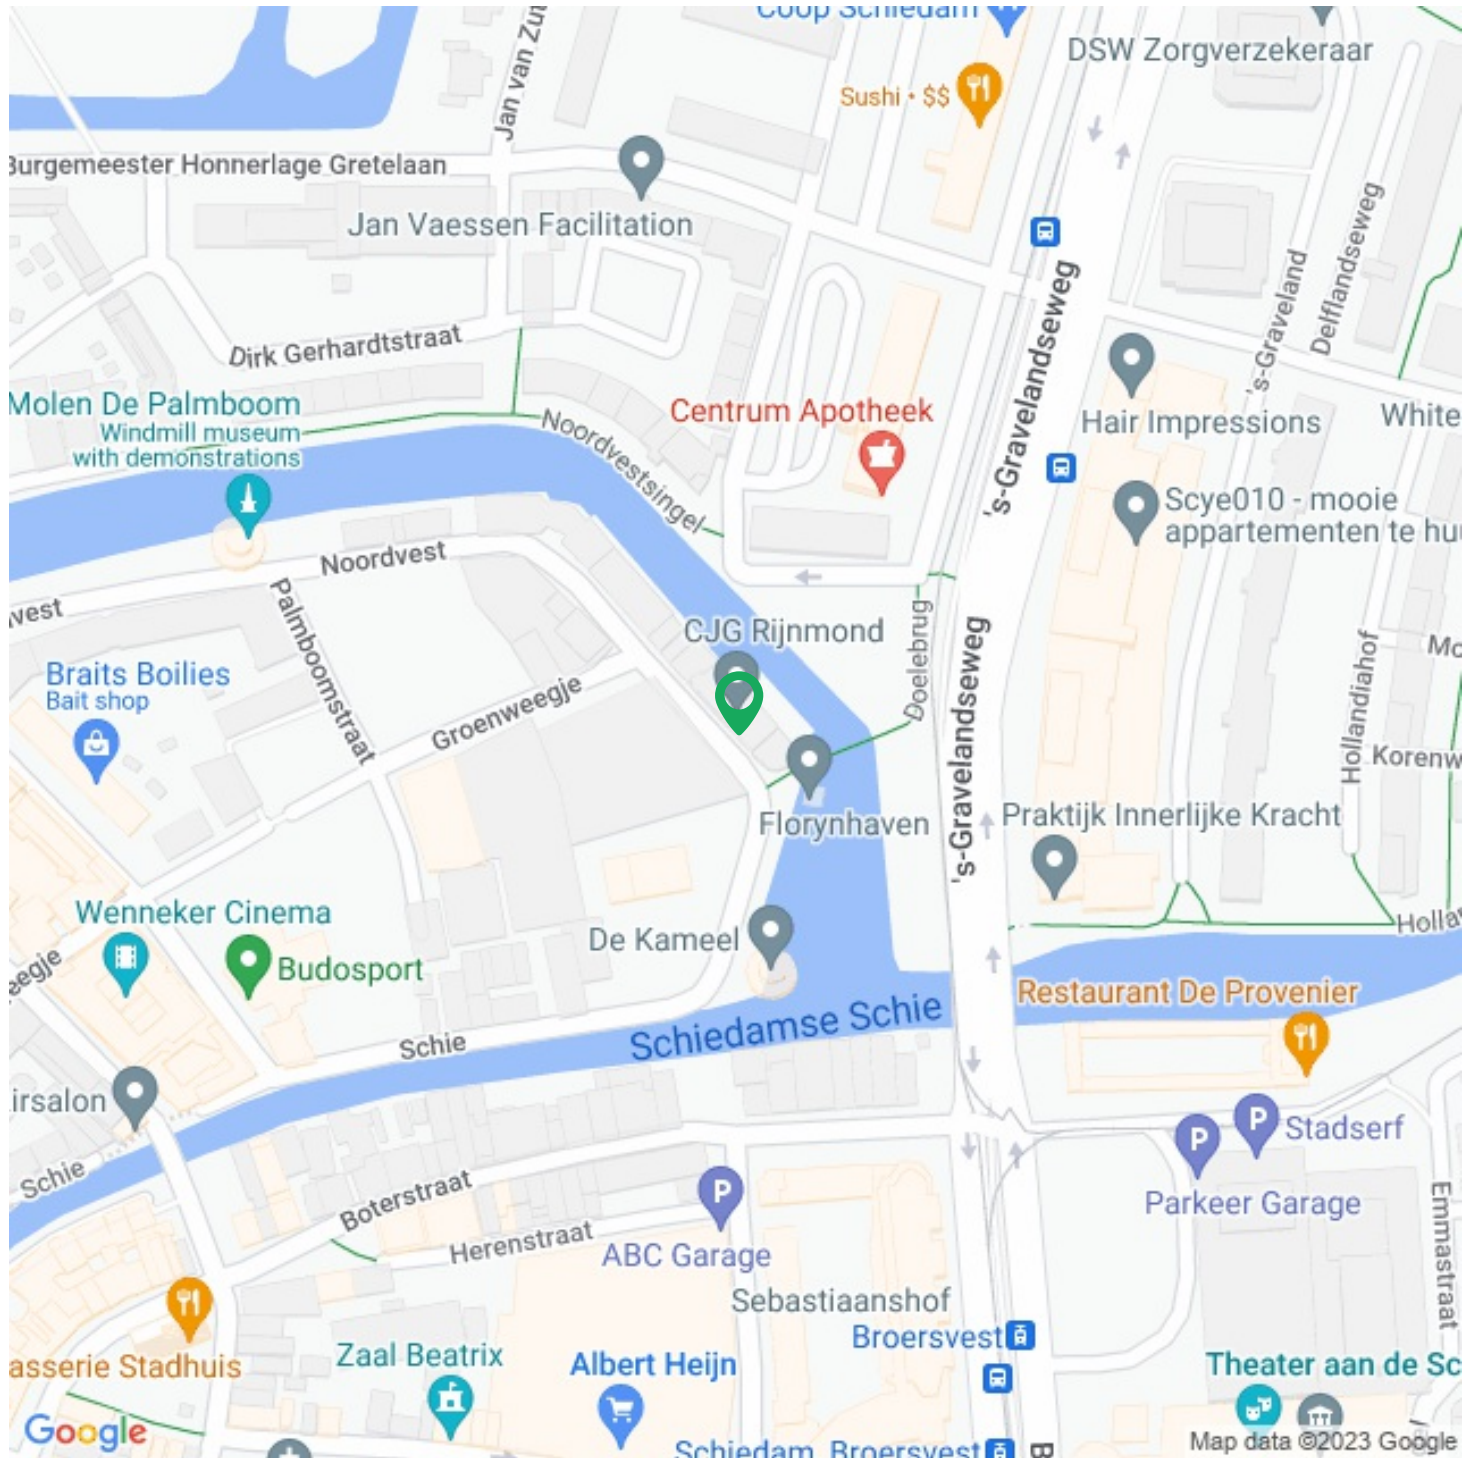 Coop Schiedam
DSW Zorgverzekeraar
Sushi • $$
Jan van Zut
Burgemeester Honnerlage Gretelaan
Jan Vaessen Facilitation
's-Gravelandseweg
's-Graveland
Delflandseweg
Dirk Gerhardtstraat
Molen De Palmboom
Windmill museum
with demonstrations
Noordvestsingel
Centrum Apotheek
Hair Impressions
White
Scye010 - mooie
appartementen te huu
Noordvest
vest
Palmboomstraat
CJG Rijnmond
Doelebrug
's-Gravelandseweg
Hollandiahof
Mo
Braits Boilies
Bait shop
Groenweegje
Korenw
Florynhaven
Praktijk Innerlijke Kracht
Wenneker Cinema
Budosport
De Kameel
Holla
eegje
Restaurant De Provenier
Schiedamse Schie
Schie
irsalon
Schie
Stadserf
Parkeer Garage
Boterstraat
Herenstraat
ABC Garage
Emmastraat
Sebastiaanshof
Broersvest
asserie Stadhuis
Zaal Beatrix
Albert Heijn
Theater aan de Sc
Google
Schiedam, Broersvest
B
Map data ©2023 Google